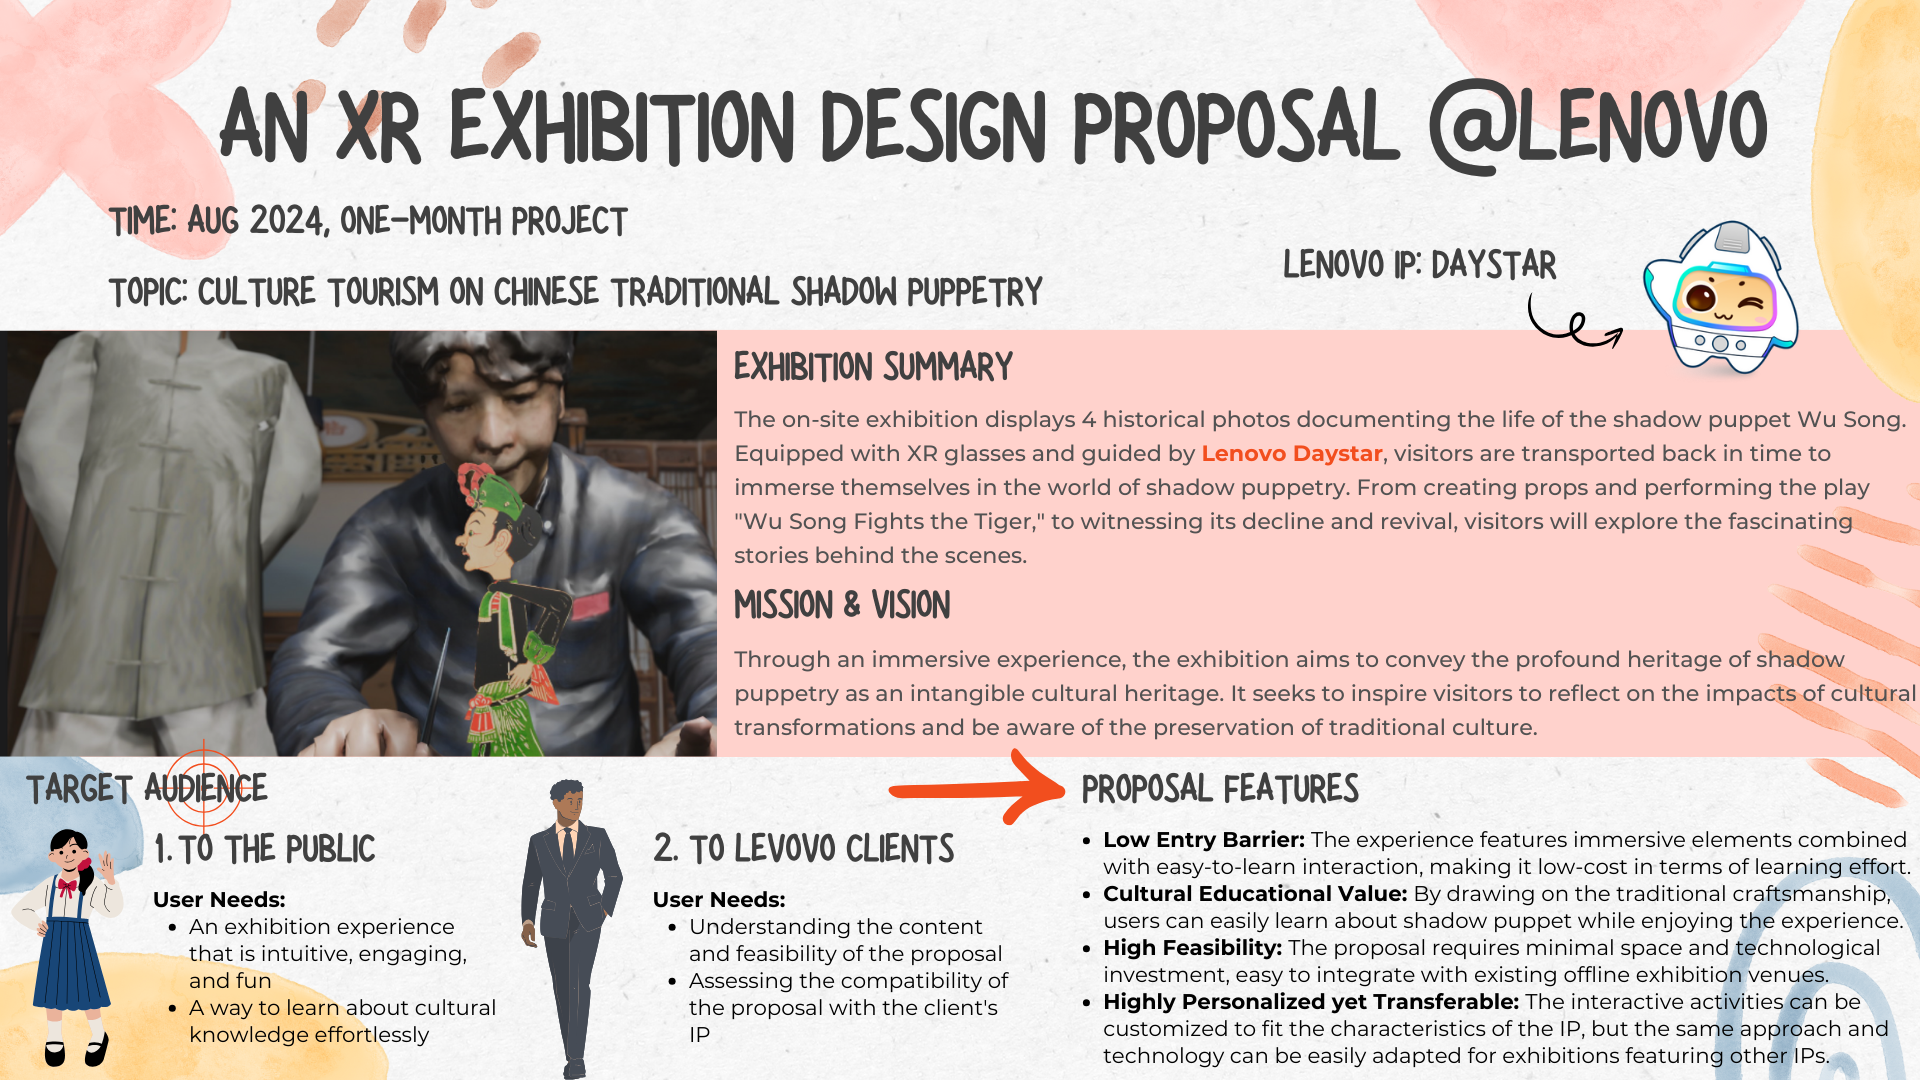 AN XR EXHIBITION DESIGN PROPOSAL @LENOVO
TIME: AUG 2024, ONE-MONTH PROJECT
TOPIC: CULTURE TOURISM ON CHINESE TRADITIONAL SHADOW PUPPETRY
LENOVO IP: DAYSTAR
EXHIBITION SUMMARY
The on-site exhibition displays 4 historical photos documenting the life of the shadow puppet Wu Song.
Equipped with XR glasses and guided by Lenovo Daystar, visitors are transported back in time to
immerse themselves in the world of shadow puppetry. From creating props and performing the play
"Wu Song Fights the Tiger," to witnessing its decline and revival, visitors will explore the fascinating
stories behind the scenes.
MISSION & VISION
Through an immersive experience, the exhibition aims to convey the profound heritage of shadow
puppetry as an intangible cultural heritage. It seeks to inspire visitors to reflect on the impacts of cultural
transformations and be aware of the preservation of traditional culture.
TARGET AUDIENCE
1. TO THE PUBLIC
User Needs:
• An exhibition experience
that is intuitive, engaging,
and fun
• A way to learn about cultural
knowledge effortlessly
2. TO LEVOVO CLIENTS
User Needs:
• Understanding the content
and feasibility of the proposal
• Assessing the compatibility of
the proposal with the client's
IP
PROPOSAL FEATURES
• Low Entry Barrier: The experience features immersive elements combined
with easy-to-learn interaction, making it low-cost in terms of learning effort.
• Cultural Educational Value: By drawing on the traditional craftsmanship,
users can easily learn about shadow puppet while enjoying the experience.
• High Feasibility: The proposal requires minimal space and technological
investment, easy to integrate with existing offline exhibition venues.
• Highly Personalized yet Transferable: The interactive activities can be
customized to fit the characteristics of the IP, but the same approach and
technology can be easily adapted for exhibitions featuring other IPs.